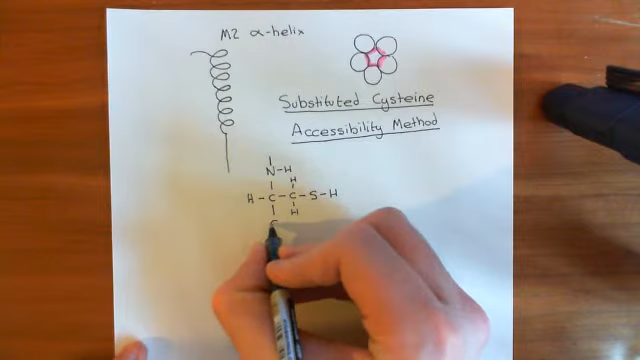 M2 α-helix
Substituted Cysteine
Accessibility Method
N-H
H
H-C-C-S-H
H
C